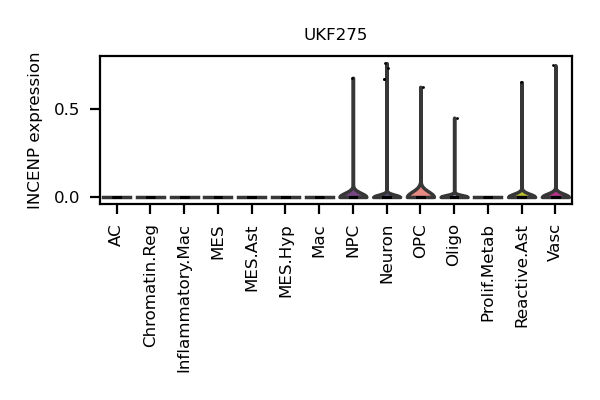 UKF275
INCENP expression
0.5
0.0
AC
Chromatin.Reg
Inflammatory.Mac
MES
MES.Ast
MES.Hyp
Mac
NPC
Neuron
OPC
Oligo
Prolif.Metab
Reactive.Ast
Vasc